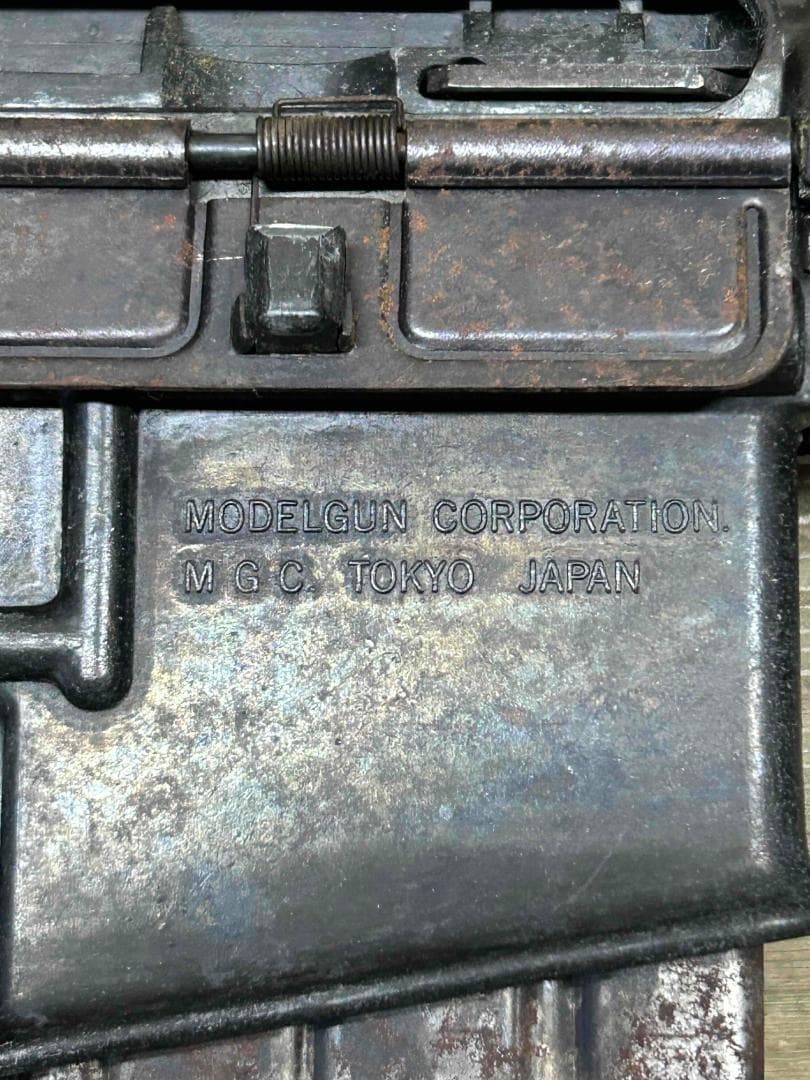 MODELGUN CORPORATION.
M G C. TOKYO JAPAN